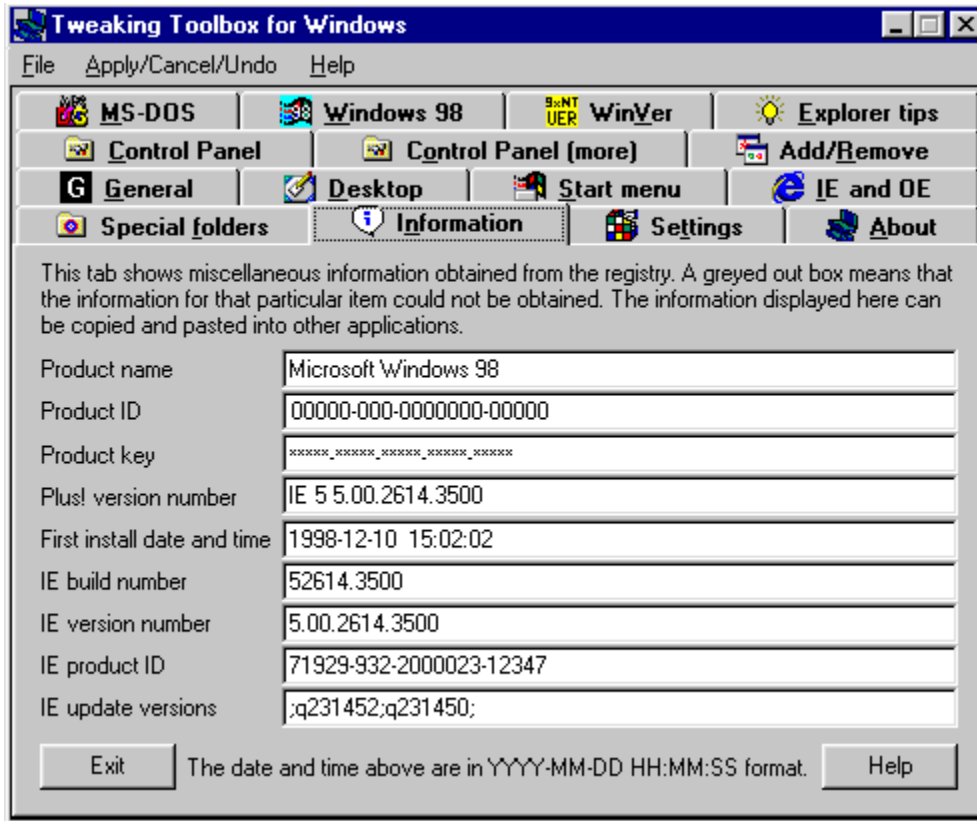 Tweaking Toolbox for Windows
File Apply/Cancel/Undo Help
MS-DOS Windows 98 9xNT VER WinVer Explorer tips
Control Panel Control Panel (more) Add/Remove
G General Desktop Start menu IE and OE
Special folders Information Settings About
This tab shows miscellaneous information obtained from the registry. A greyed out box means that
the information for that particular item could not be obtained. The information displayed here can
be copied and pasted into other applications.
Product name Microsoft Windows 98
Product ID 00000-000-0000000-00000
Product key xxxxx-xxxxx-xxxxx-xxxxx-xxxxx
Plus! version number IE 5 5.00.2614.3500
First install date and time 1998-12-10 15:02:02
IE build number 52614.3500
IE version number 5.00.2614.3500
IE product ID 71929-932-2000023-12347
IE update versions ;q231452;q231450;
Exit The date and time above are in YYYY-MM-DD HH:MM:SS format. Help